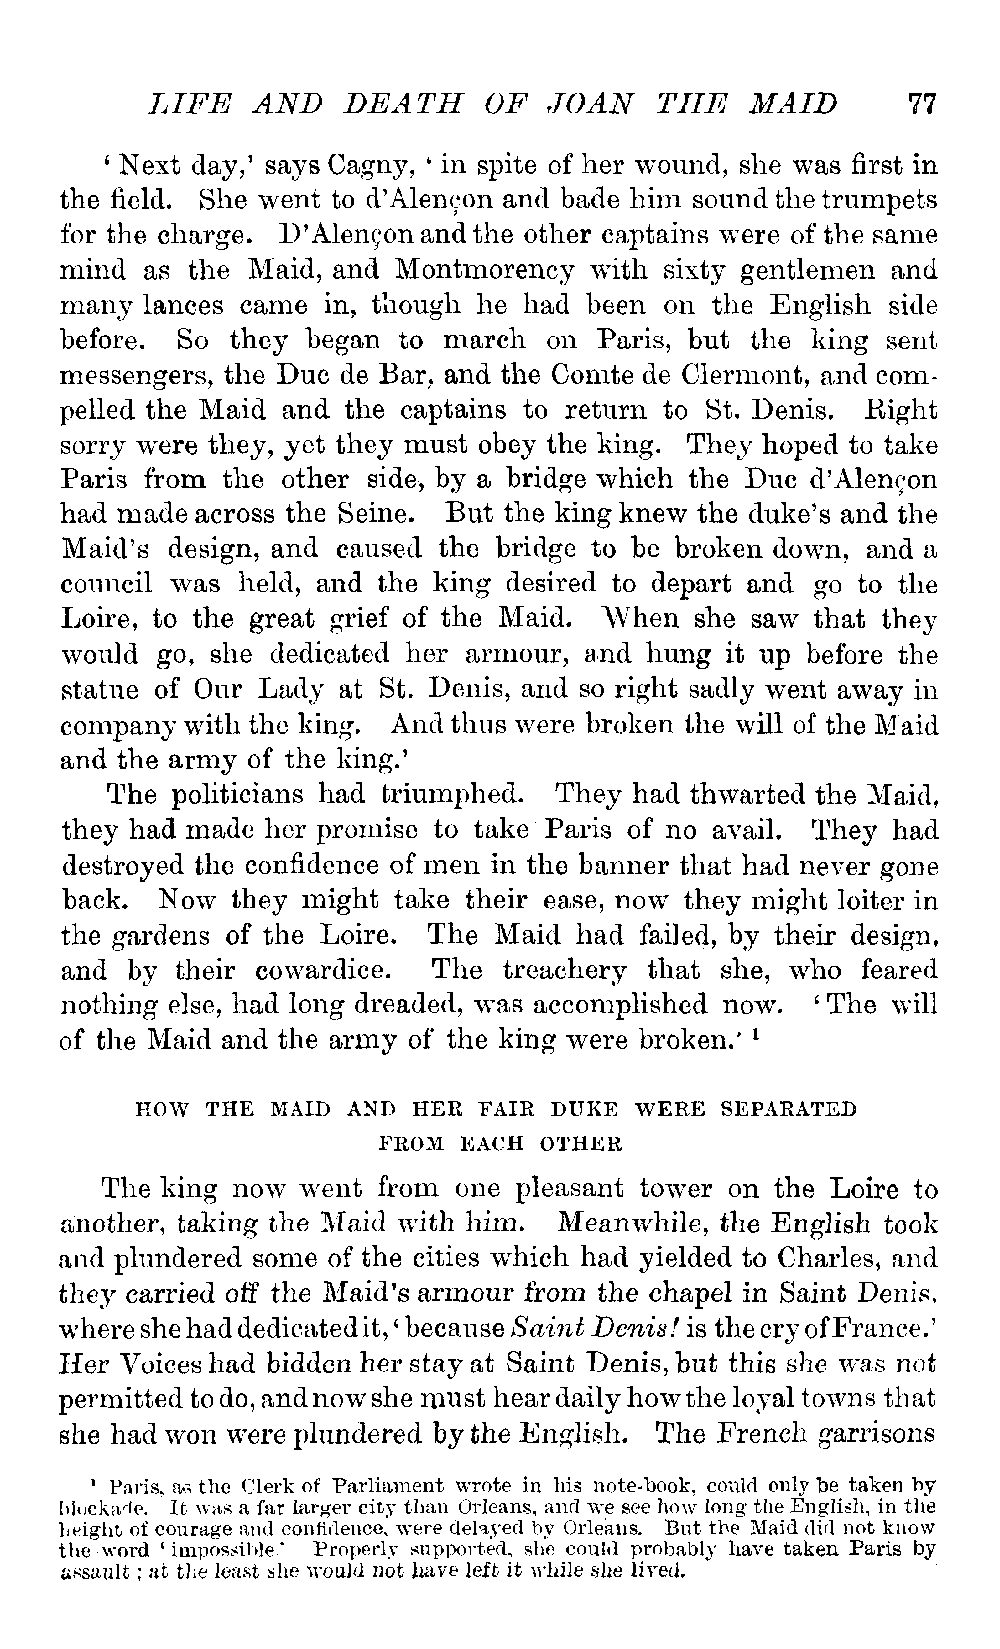 LIFE AND DEATH OF JOAN THE MAID 77
‘ Next day,’ says Cagny, ‘ in spite of her wound, she was first in
the field. She went to d’Alençon and bade him sound the trumpets
for the charge. D’Alençon and the other captains were of the same
mind as the Maid, and Montmorency with sixty gentlemen and
many lances came in, though he had been on the English side
before. So they began to march on Paris, but the king sent
messengers, the Duc de Bar, and the Comte de Clermont, and com-
pelled the Maid and the captains to return to St. Denis. Right
sorry were they, yet they must obey the king. They hoped to take
Paris from the other side, by a bridge which the Duc d’Alençon
had made across the Seine. But the king knew the duke’s and the
Maid’s design, and caused the bridge to be broken down, and a
council was held, and the king desired to depart and go to the
Loire, to the great grief of the Maid. When she saw that they
would go, she dedicated her armour, and hung it up before the
statue of Our Lady at St. Denis, and so right sadly went away in
company with the king. And thus were broken the will of the Maid
and the army of the king.’
The politicians had triumphed. They had thwarted the Maid,
they had made her promise to take Paris of no avail. They had
destroyed the confidence of men in the banner that had never gone
back. Now they might take their ease, now they might loiter in
the gardens of the Loire. The Maid had failed, by their design,
and by their cowardice. The treachery that she, who feared
nothing else, had long dreaded, was accomplished now. ‘The will
of the Maid and the army of the king were broken.’ ¹
HOW THE MAID AND HER FAIR DUKE WERE SEPARATED
FROM EACH OTHER
The king now went from one pleasant tower on the Loire to
another, taking the Maid with him. Meanwhile, the English took
and plundered some of the cities which had yielded to Charles, and
they carried off the Maid’s armour from the chapel in Saint Denis,
where she had dedicated it, ‘ because Saint Denis! is the cry of France.’
Her Voices had bidden her stay at Saint Denis, but this she was not
permitted to do, and now she must hear daily how the loyal towns that
she had won were plundered by the English. The French garrisons
¹ Paris, as the Clerk of Parliament wrote in his note-book, could only be taken by
blockade. It was a far larger city than Orleans, and we see how long the English, in the
height of courage and confidence, were delayed by Orleans. But the Maid did not know
the word ‘ impossible.’ Properly supported, she could probably have taken Paris by
assault ; at the least she would not have left it while she lived.